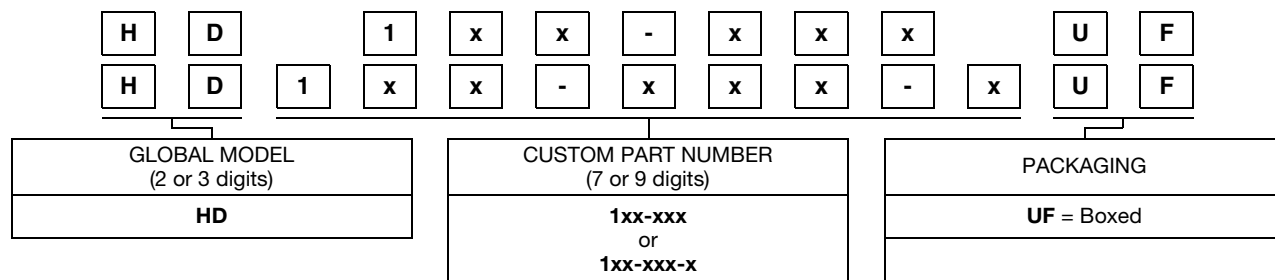 H D 1 x x - x x x U F
H D 1 x x - x x x - x U F
GLOBAL MODEL
(2 or 3 digits)
HD
CUSTOM PART NUMBER
(7 or 9 digits)
1xx-xxx
or
1xx-xxx-x
PACKAGING
UF = Boxed